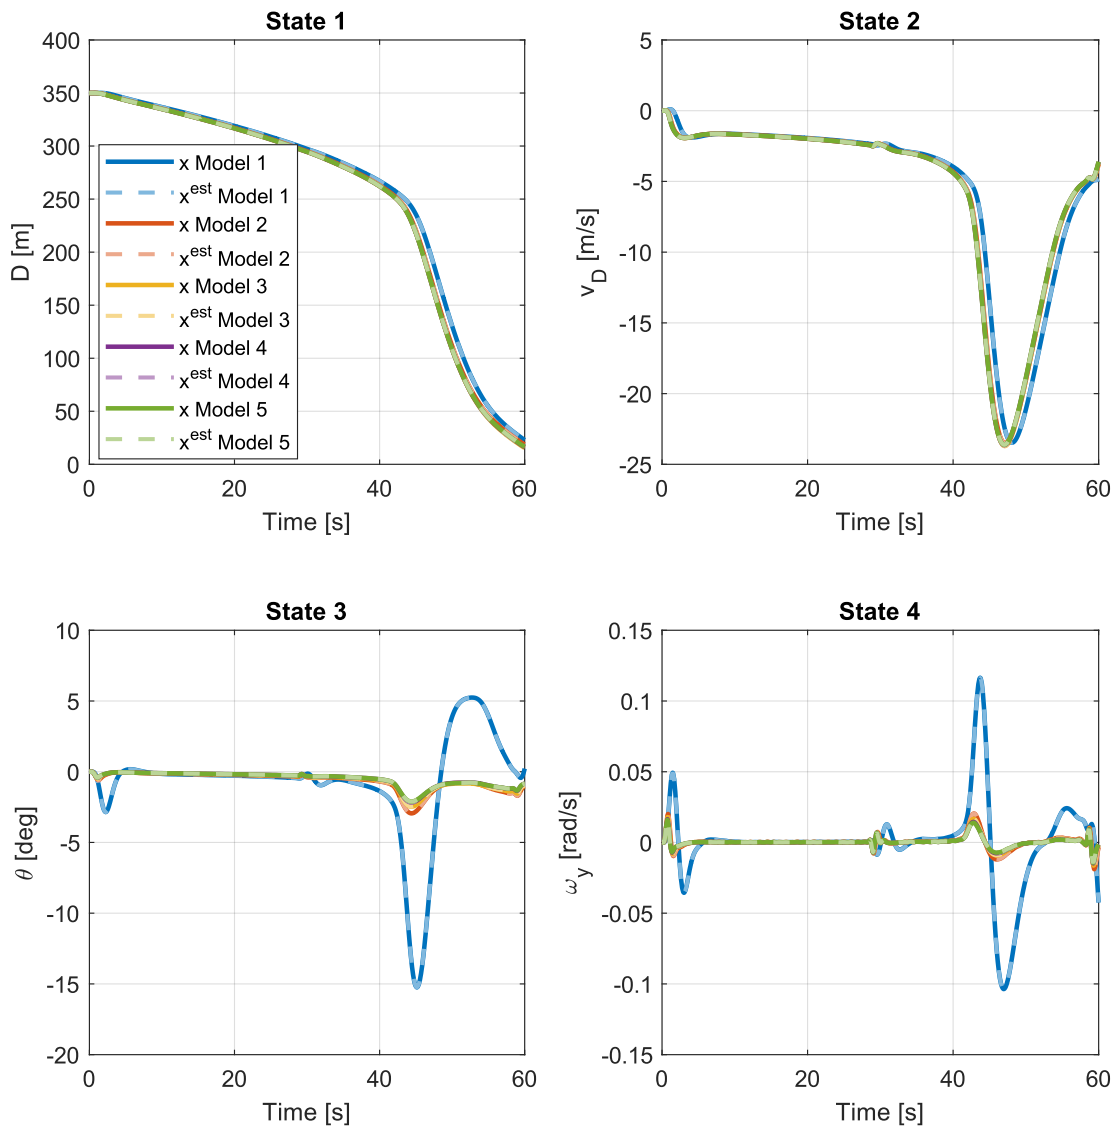 State 1
400
350
300
250
200
150
100
50
0
D [m]
x Model 1
x^est Model 1
x Model 2
x^est Model 2
x Model 3
x^est Model 3
x Model 4
x^est Model 4
x Model 5
x^est Model 5
0 20 40 60
Time [s]
State 2
5
0
-5
-10
-15
-20
-25
v_D [m/s]
0 20 40 60
Time [s]
State 3
10
5
0
-5
-10
-15
-20
θ [deg]
0 20 40 60
Time [s]
State 4
0.15
0.1
0.05
0
-0.05
-0.1
-0.15
ω_y [rad/s]
0 20 40 60
Time [s]